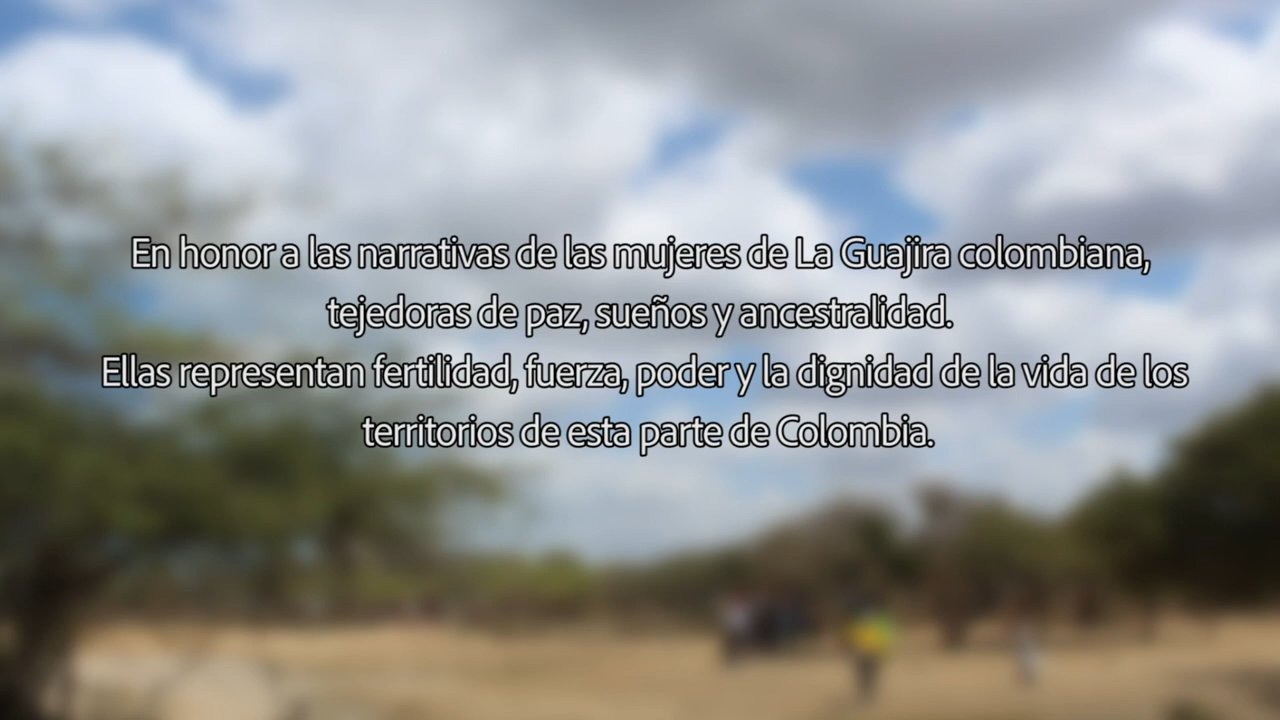 En honor a las narrativas de las mujeres de La Guajira colombiana,
tejedoras de paz, sueños y ancestralidad.
Ellas representan fertilidad, fuerza, poder y la dignidad de la vida de los
territorios de esta parte de Colombia.